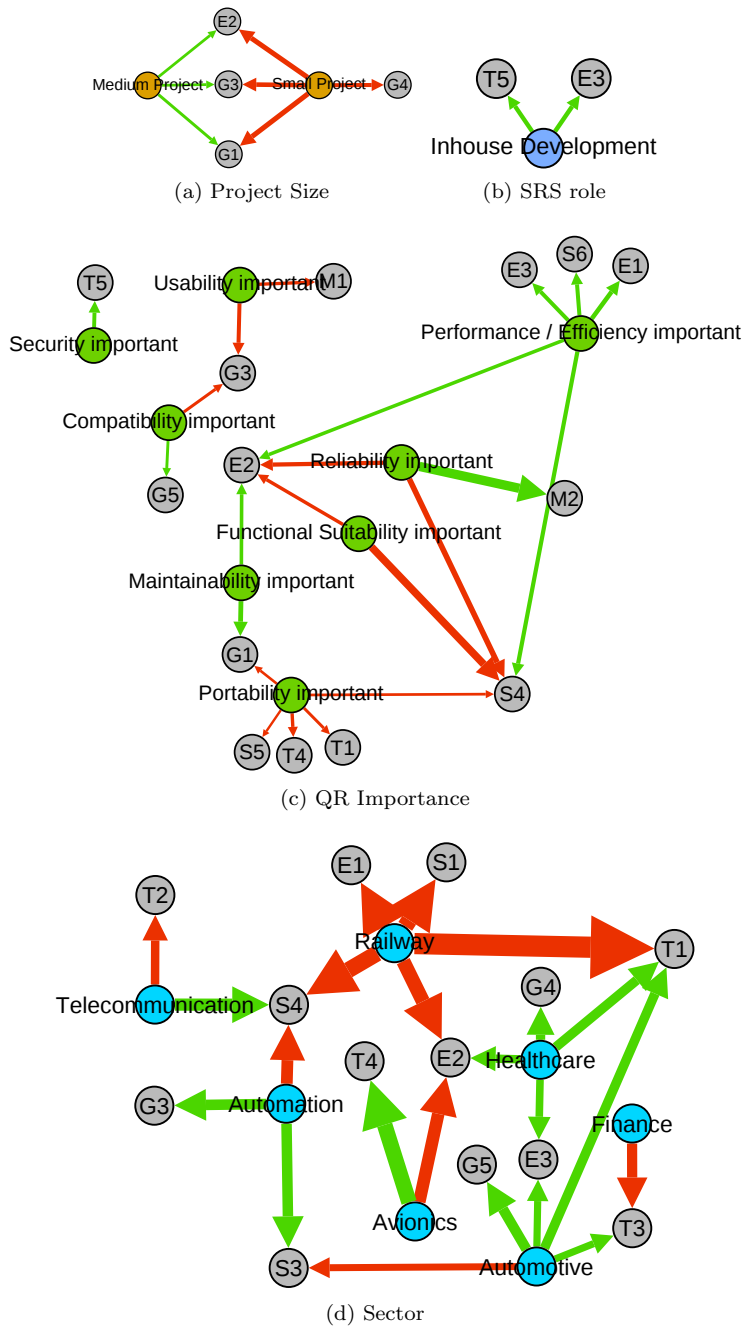 E2
Medium Project
G3
Small Project
G4
G1
(a) Project Size
T5
E3
Inhouse Development
(b) SRS role
T5
Security important
Usability important
M1
G3
Compatibility important
G5
E3
S6
E1
Performance / Efficiency important
E2
Reliability important
M2
Functional Suitability important
Maintainability important
G1
Portability important
S4
S5
T4
T1
(c) QR Importance
E1
S1
T2
Railway
T1
Telecommunication
S4
G4
T4
E2
Healthcare
G3
Automation
Finance
G5
E3
Avionics
T3
S3
Automotive
(d) Sector